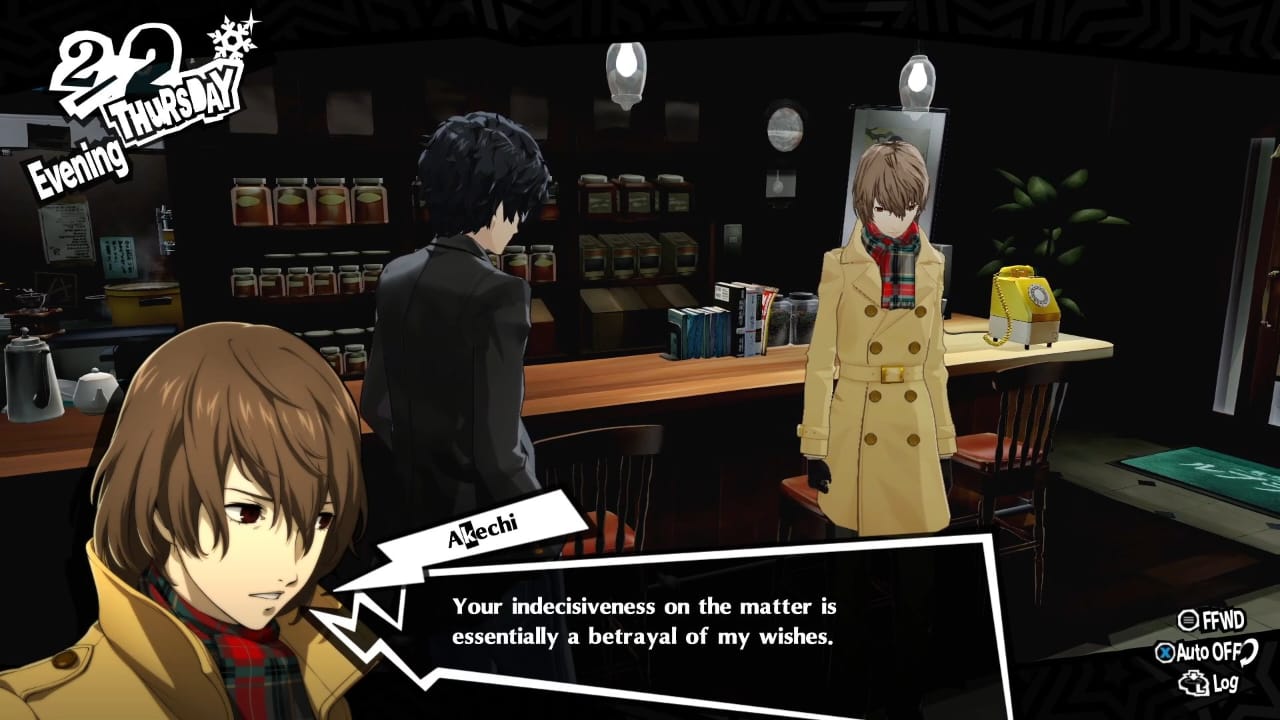 2/2
THURSDAY
Evening
Akechi
Your indecisiveness on the matter is
essentially a betrayal of my wishes.
FFWD
Auto OFF
Log